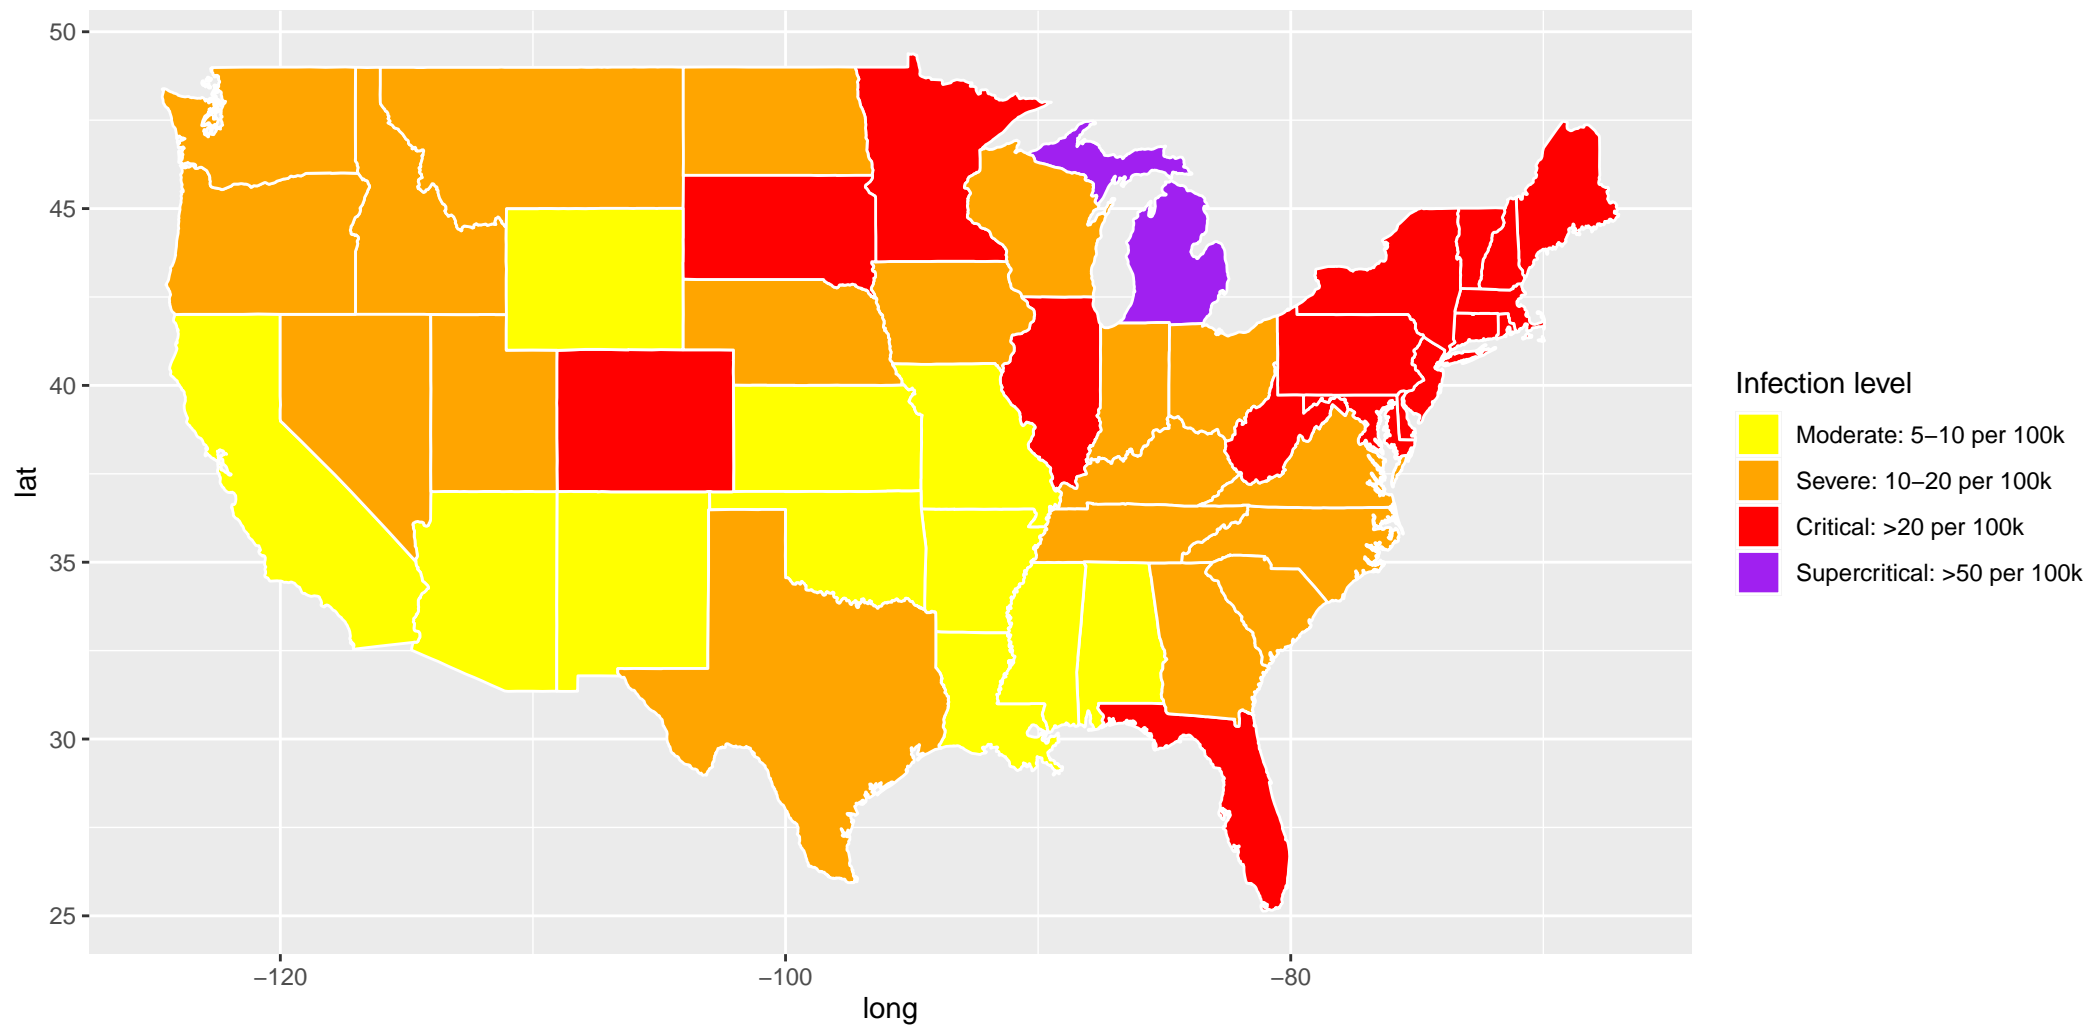 50
45
40
35
30
25
lat
−120
−100
−80
long
Infection level
Moderate: 5−10 per 100k
Severe: 10−20 per 100k
Critical: >20 per 100k
Supercritical: >50 per 100k